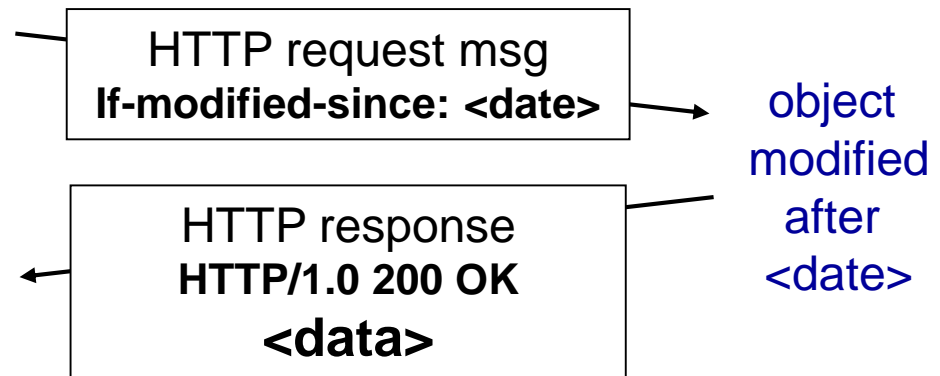 HTTP request msg
If-modified-since: <date>
object
modified
after
<date>
HTTP response
HTTP/1.0 200 OK
<data>